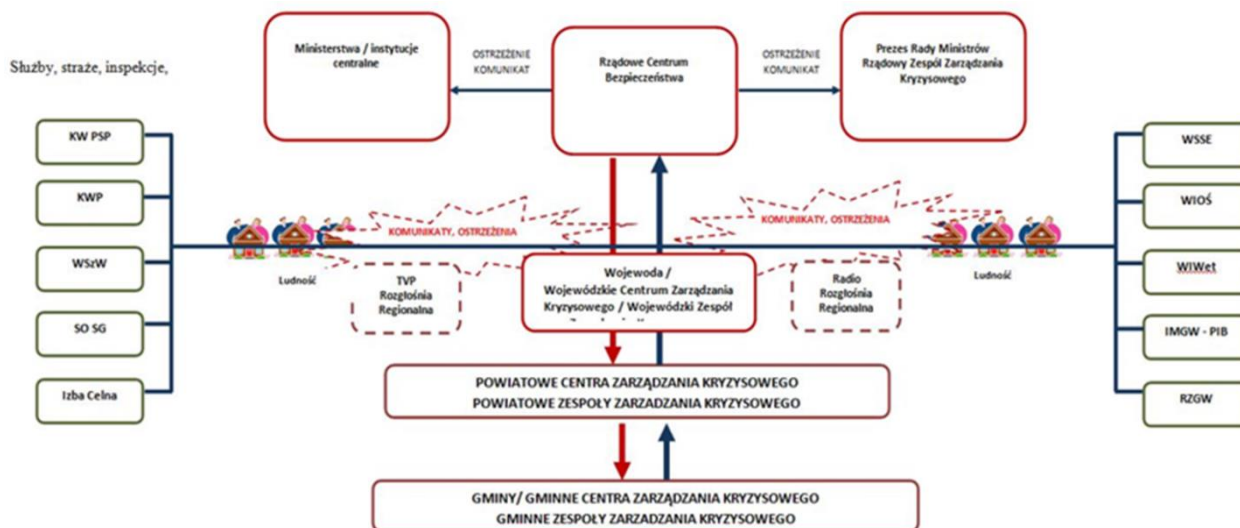 Ministerstwa / instytucje
centralne
OSTRZEŻENIE
KOMUNIKAT
Rządowe Centrum
Bezpieczeństwa
OSTRZEŻENIE
KOMUNIKAT
Prezes Rady Ministrów
Rządowy Zespół Zarządzania
Kryzysowego
Służby, straże, inspekcje,
KW PSP
KWP
WSzW
SO SG
Izba Celna
WSSE
WIOŚ
WIWet
IMGW - PIB
RZGW
KOMUNIKATY, OSTRZEŻENIA
KOMUNIKATY, OSTRZEŻENIA
Ludność
TVP
Rozgłośnia
Regionalna
Wojewoda /
Wojewódzkie Centrum Zarządzania
Kryzysowego / Wojewódzki Zespół
Radio
Rozgłośnia
Regionalna
Ludność
POWIATOWE CENTRA ZARZĄDZANIA KRYZYSOWEGO
POWIATOWE ZESPOŁY ZARZADZANIA KRYZYSOWEGO
GMINY/ GMINNE CENTRA ZARZĄDZANIA KRYZYSOWEGO
GMINNE ZESPOŁY ZARZĄDZANIA KRYZYSOWEGO